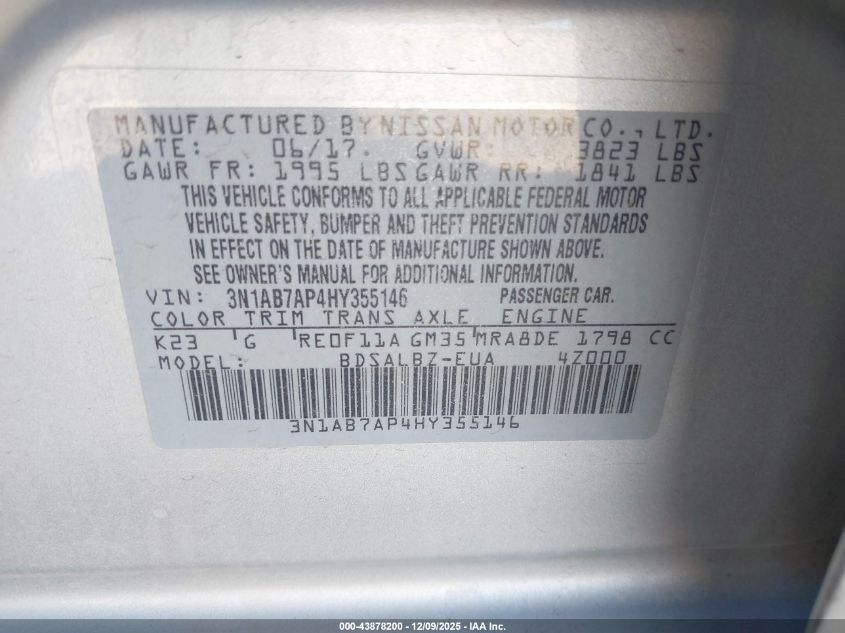 MANUFACTURED BY NISSAN MOTOR CO., LTD.
DATE: 06/17. GVWR: 3823 LBS
GAWR FR: 1995 LBS GAWR RR: 1841 LBS
THIS VEHICLE CONFORMS TO ALL APPLICABLE FEDERAL MOTOR
VEHICLE SAFETY, BUMPER AND THEFT PREVENTION STANDARDS
IN EFFECT ON THE DATE OF MANUFACTURE SHOWN ABOVE.
SEE OWNER'S MANUAL FOR ADDITIONAL INFORMATION.
VIN: 3N1AB7AP4HY355146 PASSENGER CAR.
COLOR TRIM TRANS AXLE ENGINE
K23 G RE0F11A GM35 MRA8DE 1798 CC
MODEL: BDSALBZ-EUA 4Z000
3N1AB7AP4HY355146
000-43878200 - 12/09/2025 - IAA Inc.